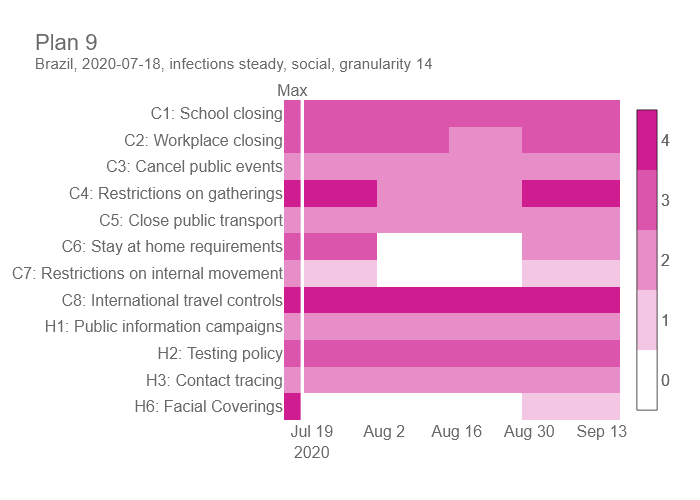 Plan 9
Brazil, 2020-07-18, infections steady, social, granularity 14
Max
C1: School closing
C2: Workplace closing
C3: Cancel public events
C4: Restrictions on gatherings
C5: Close public transport
C6: Stay at home requirements
C7: Restrictions on internal movement
C8: International travel controls
H1: Public information campaigns
H2: Testing policy
H3: Contact tracing
H6: Facial Coverings
4
3
2
1
0
Jul 19 Aug 2 Aug 16 Aug 30 Sep 13
2020